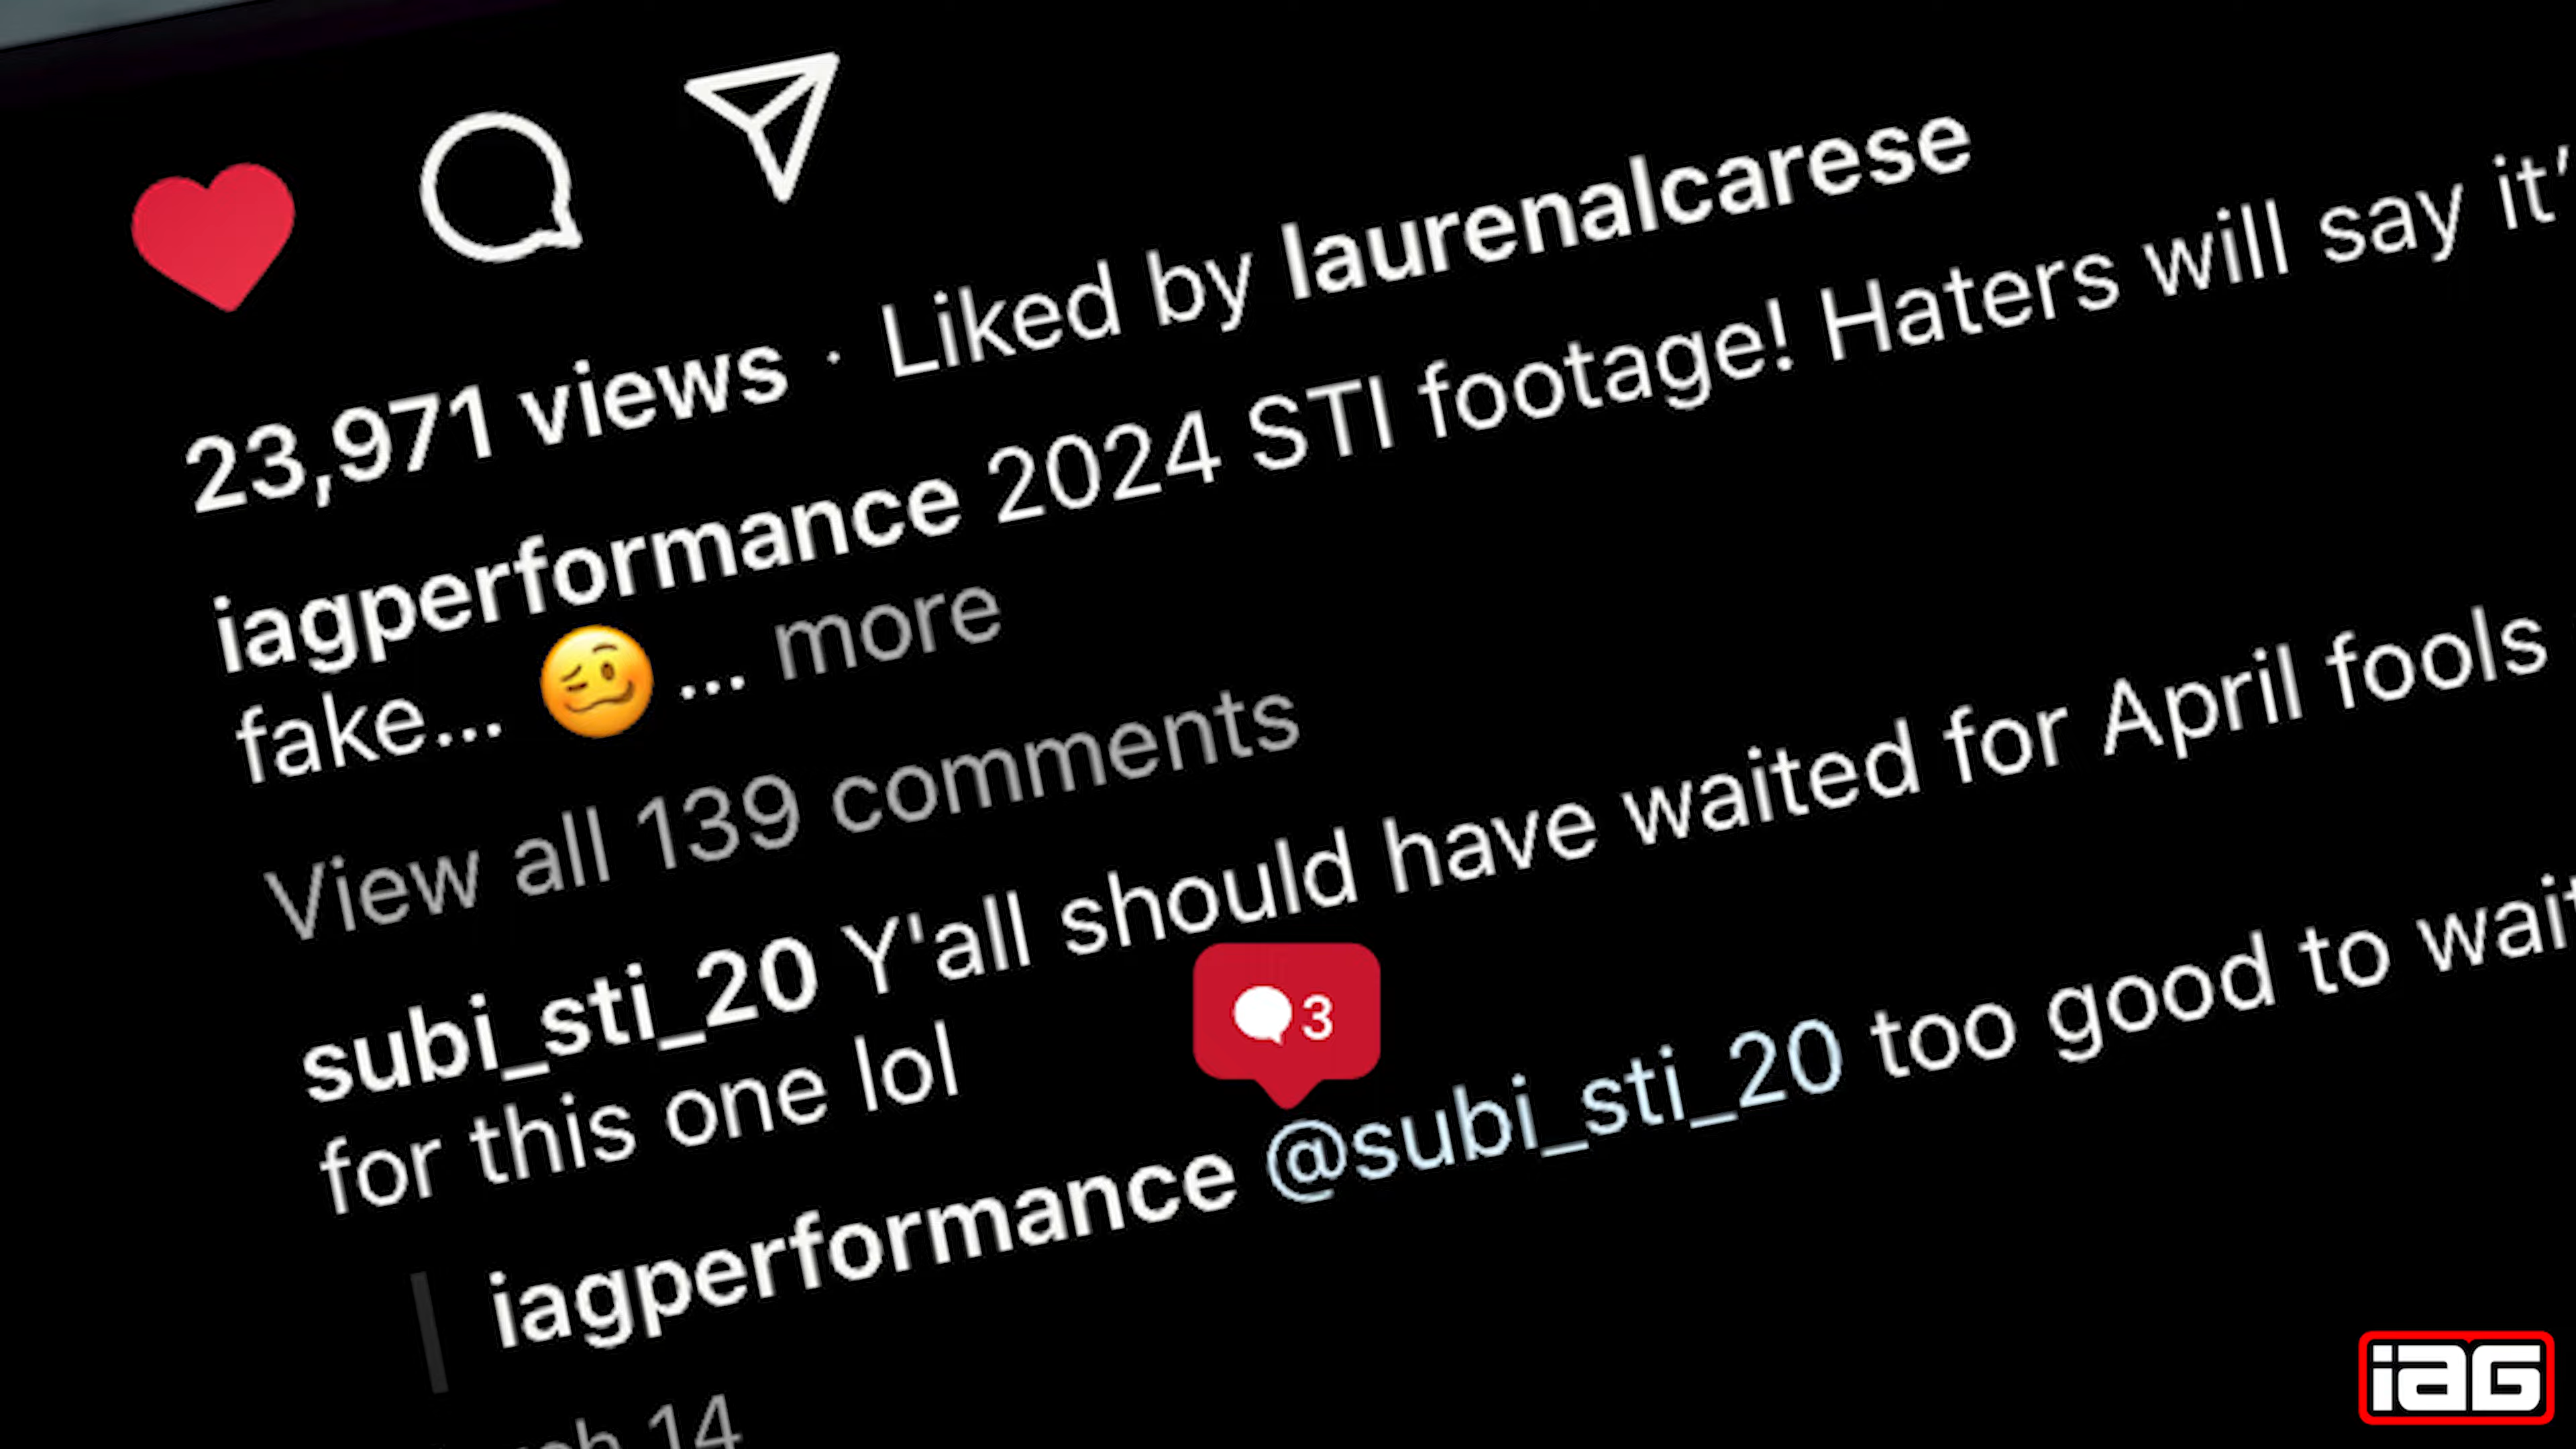 23,971 views · Liked by laurenalcarese
iagperformance 2024 STI footage! Haters will say it'
fake... 🥴 ... more
View all 139 comments
subi_sti_20 Y'all should have waited for April fools
for this one lol
3
iagperformance @subi_sti_20 too good to wait
14
iAG